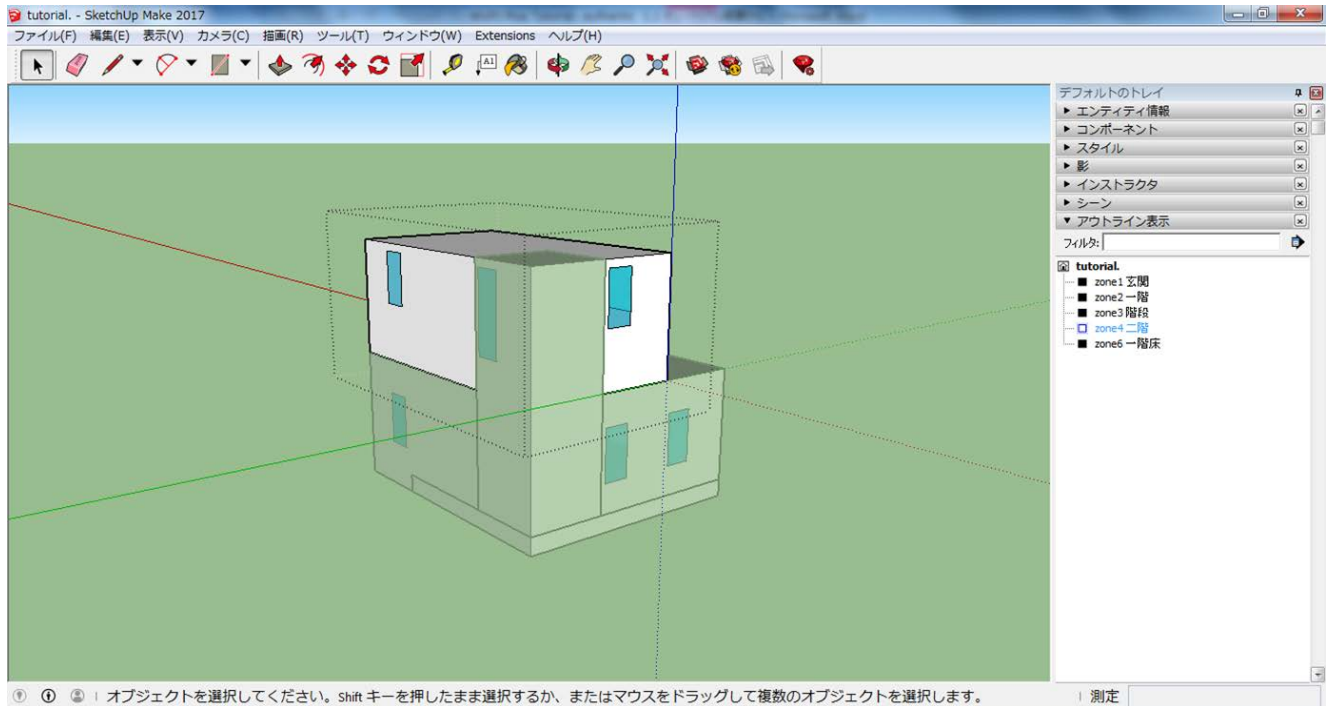 tutorial. - SketchUp Make 2017
ファイル(F) 編集(E) 表示(V) カメラ(C) 描画(R) ツール(T) ウィンドウ(W) Extensions ヘルプ(H)
A1
デフォルトのトレイ
エンティティ情報
コンポーネント
スタイル
影
インストラクタ
シーン
アウトライン表示
フィルタ:
tutorial.
zone1 玄関
zone2 一階
zone3 階段
zone4 二階
zone6 一階床
オブジェクトを選択してください。Shift キーを押したまま選択するか、またはマウスをドラッグして複数のオブジェクトを選択します。
測定